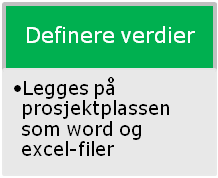 Definere verdier
•Legges på
prosjektplassen
som word og
excel-filer